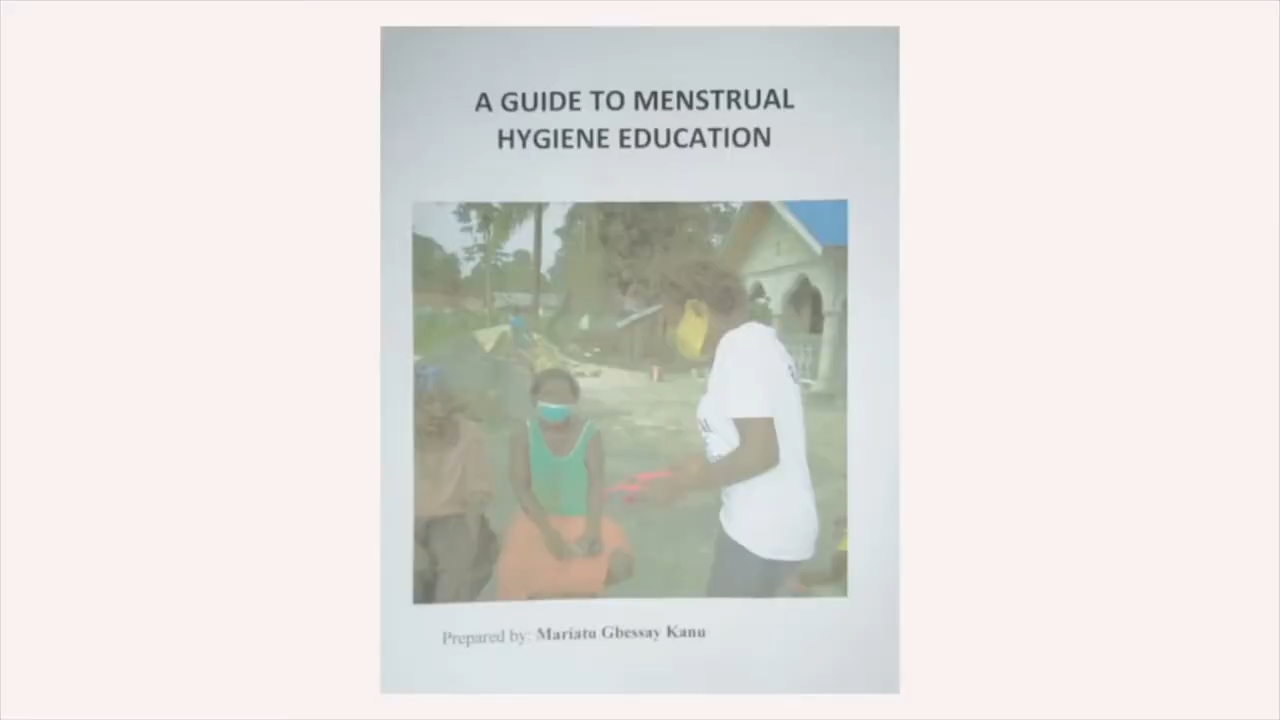 A GUIDE TO MENSTRUAL
HYGIENE EDUCATION
Prepared by: Mariatu Gbessay Kanu